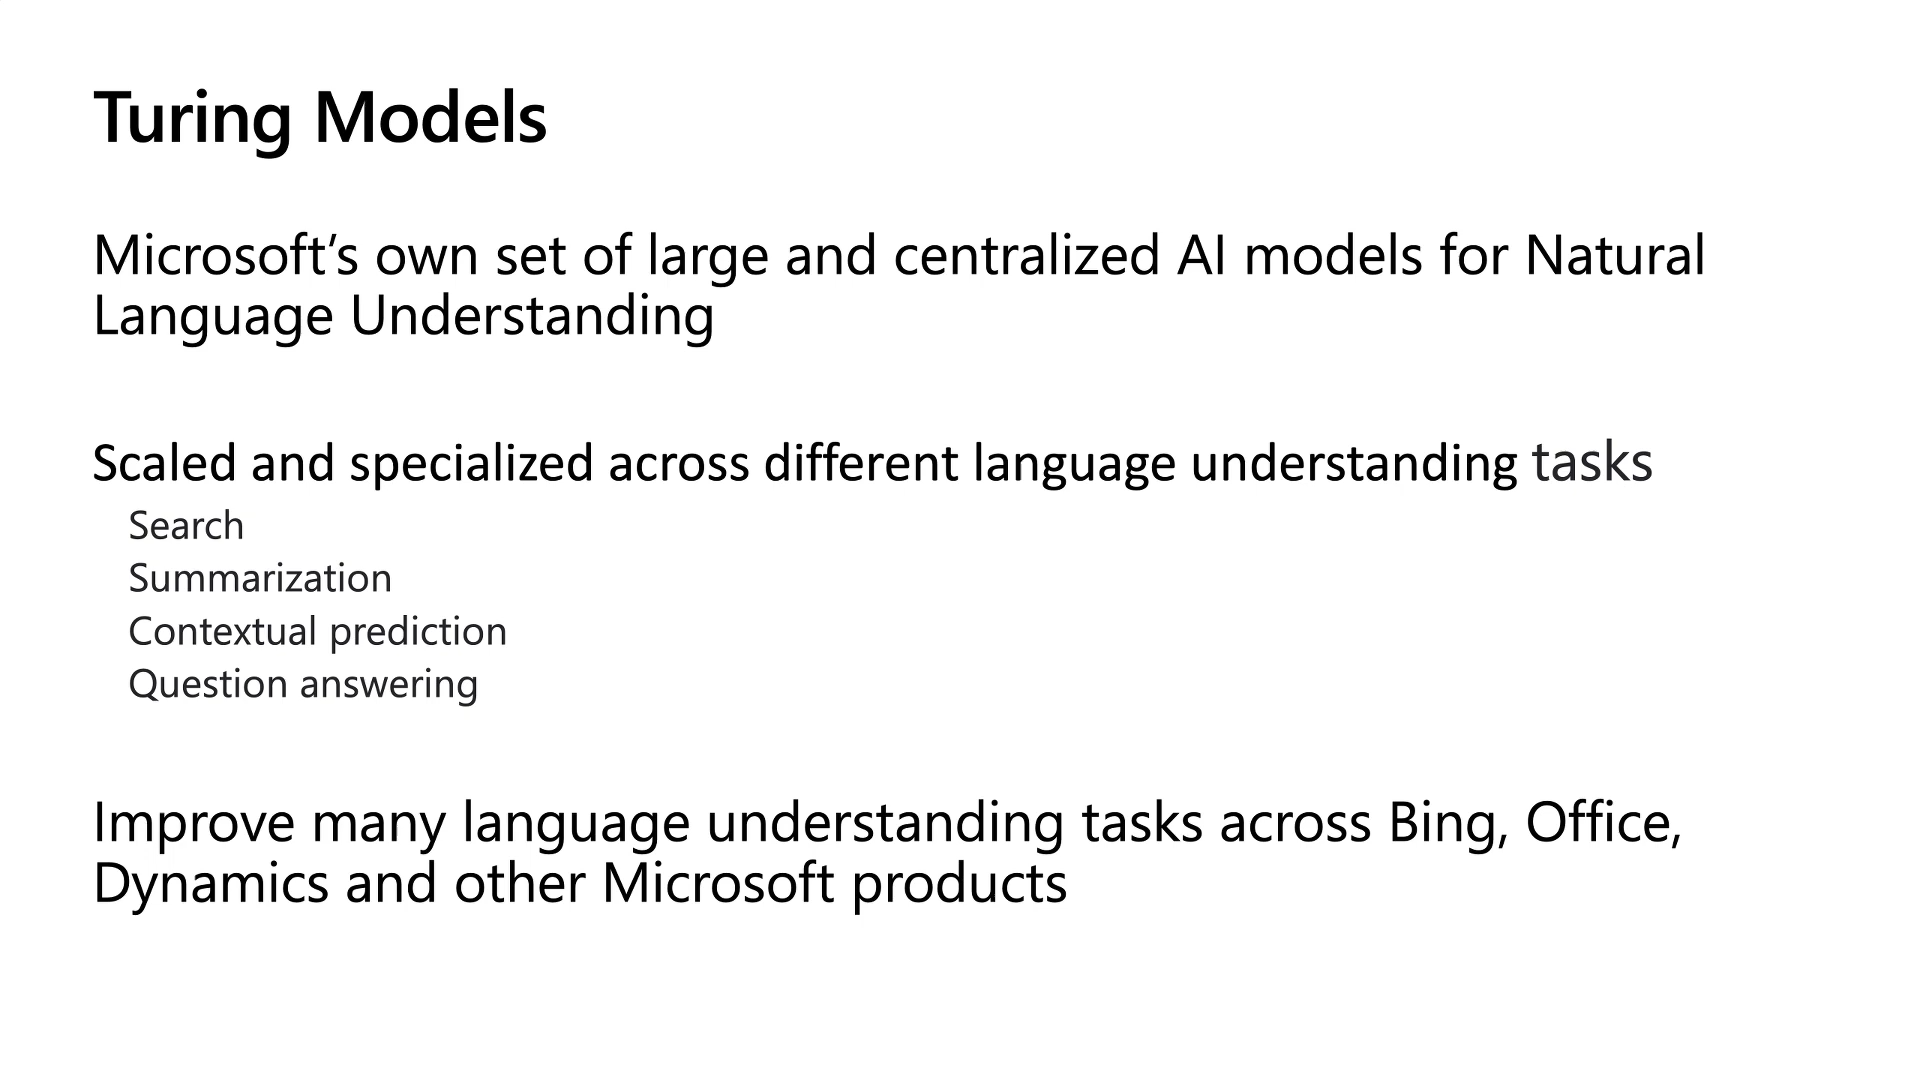 Turing Models
Microsoft’s own set of large and centralized AI models for Natural
Language Understanding
Scaled and specialized across different language understanding tasks
Search
Summarization
Contextual prediction
Question answering
Improve many language understanding tasks across Bing, Office,
Dynamics and other Microsoft products